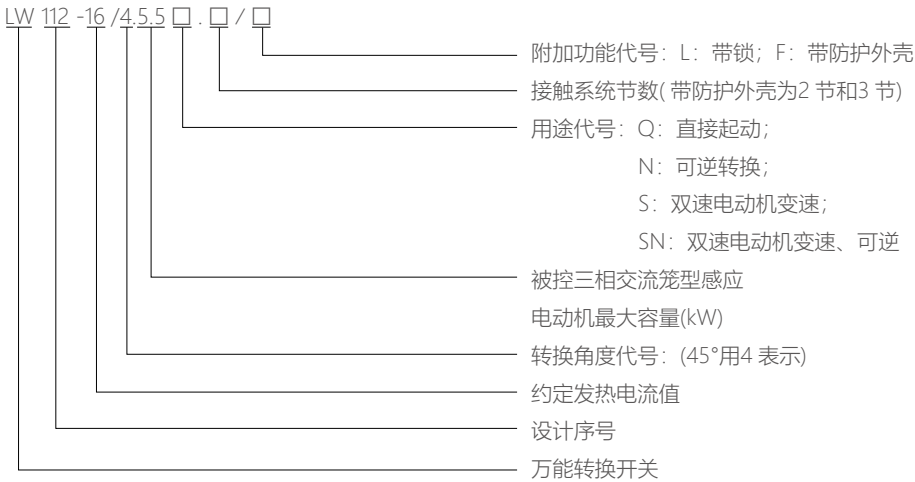 LW 112 -16 /4.5.5 □ . □ / □
附加功能代号：L：带锁；F：带防护外壳
接触系统节数( 带防护外壳为2 节和3 节)
用途代号：Q：直接起动；
N：可逆转换；
S：双速电动机变速；
SN：双速电动机变速、可逆
被控三相交流笼型感应
电动机最大容量(kW)
转换角度代号：(45°用4 表示)
约定发热电流值
设计序号
万能转换开关